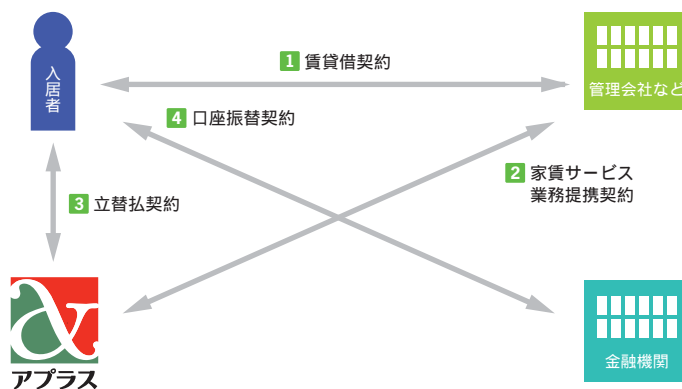 1 賃貸借契約
入居者
管理会社など
4 口座振替契約
2 家賃サービス
業務提携契約
3 立替払契約
&
アプラス
金融機関